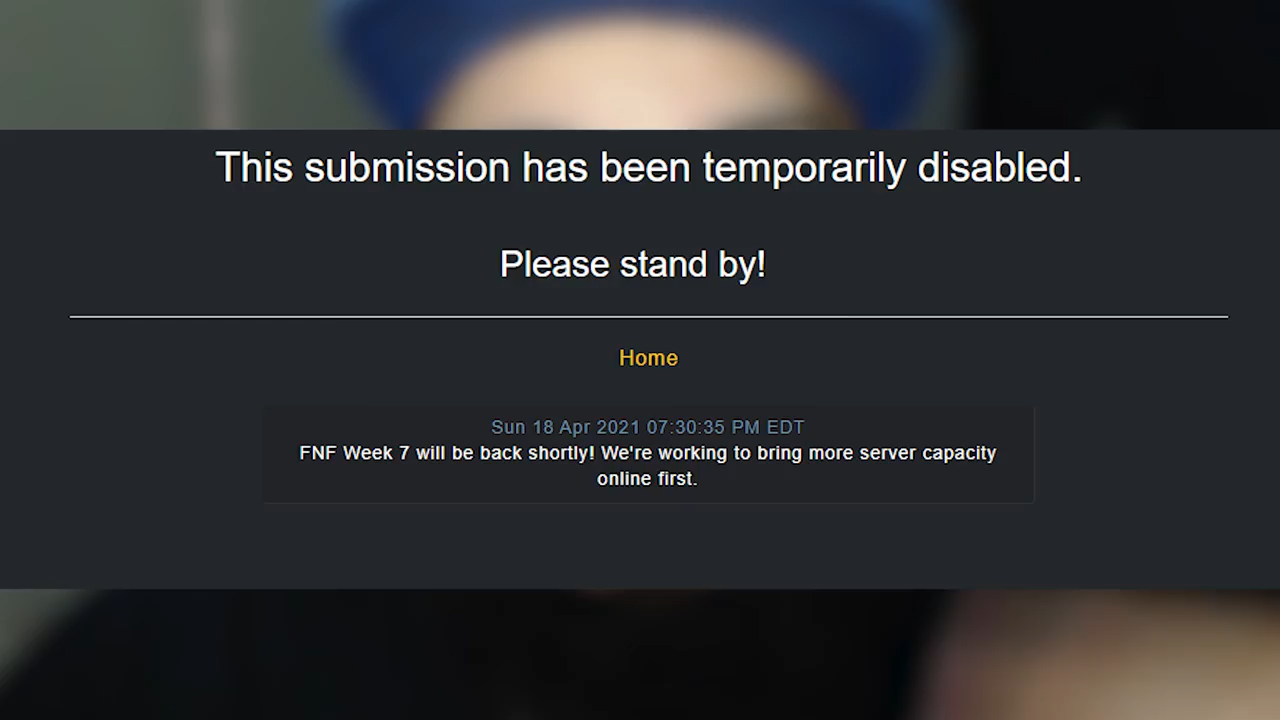 This submission has been temporarily disabled.
Please stand by!
Home
Sun 18 Apr 2021 07:30:35 PM EDT
FNF Week 7 will be back shortly! We're working to bring more server capacity
online first.